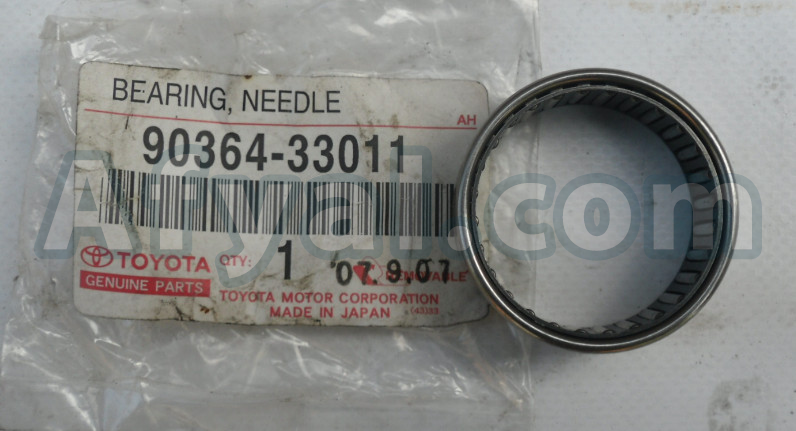 BEARING, NEEDLE
AH
90364-33011
Afyal.com
TOYOTA
GENUINE PARTS
QTY: 1
'07.9.07
REMOVABLE
TOYOTA MOTOR CORPORATION
MADE IN JAPAN